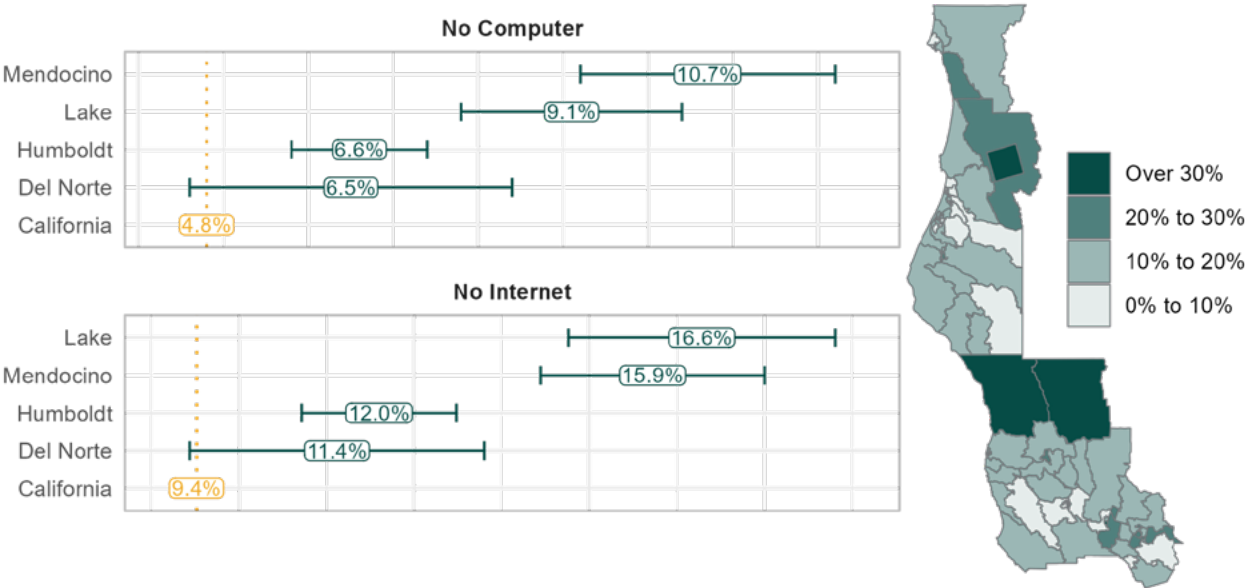 No Computer
Mendocino 10.7%
Lake 9.1%
Humboldt 6.6%
Del Norte 6.5%
California 4.8%
No Internet
Lake 16.6%
Mendocino 15.9%
Humboldt 12.0%
Del Norte 11.4%
California 9.4%
Over 30%
20% to 30%
10% to 20%
0% to 10%